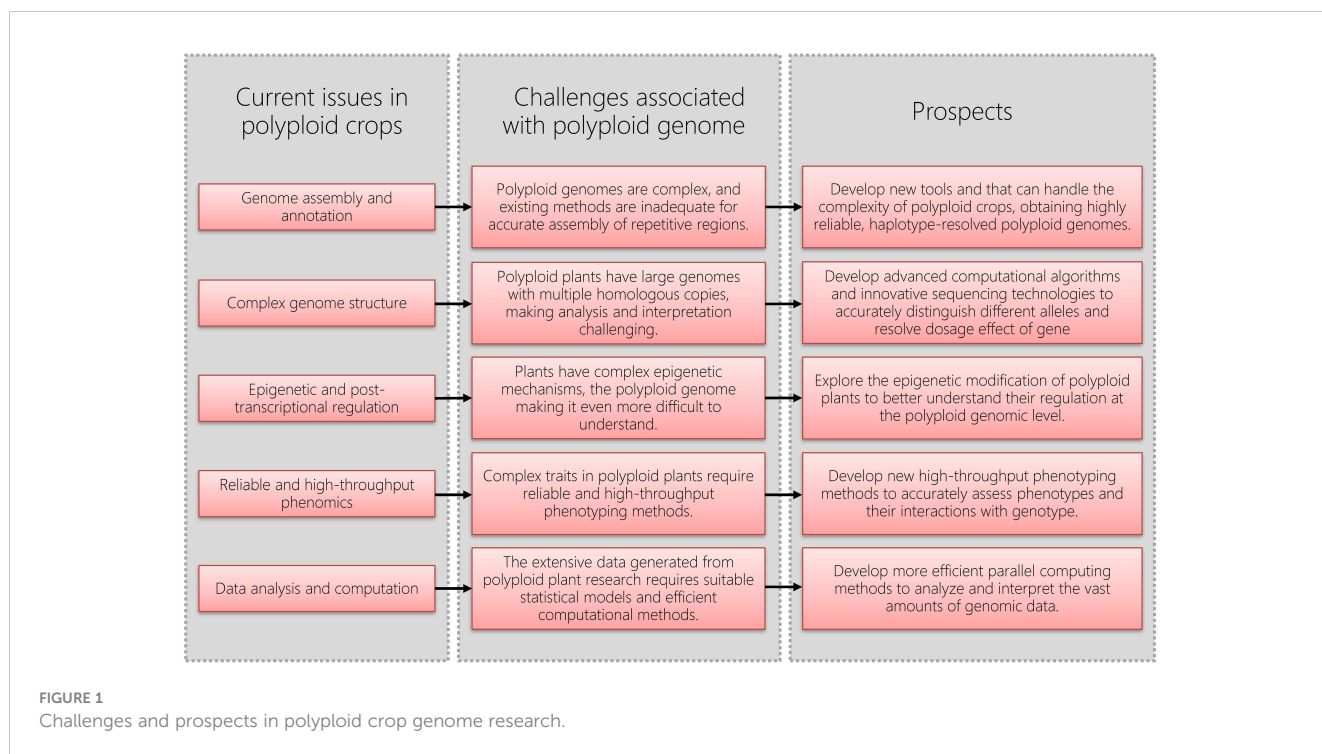 Current issues in
polyploid crops
Challenges associated
with polyploid genome
Prospects
Genome assembly and
annotation
Polyploid genomes are complex, and
existing methods are inadequate for
accurate assembly of repetitive regions.
Develop new tools and that can handle the
complexity of polyploid crops, obtaining highly
reliable, haplotype-resolved polyploid genomes.
Complex genome structure
Polyploid plants have large genomes
with multiple homologous copies,
making analysis and interpretation
challenging.
Develop advanced computational algorithms
and innovative sequencing technologies to
accurately distinguish different alleles and
resolve dosage effect of gene
Epigenetic and post-
transcriptional regulation
Plants have complex epigenetic
mechanisms, the polyploid genome
making it even more difficult to
understand.
Explore the epigenetic modification of polyploid
plants to better understand their regulation at
the polyploid genomic level.
Reliable and high-throughput
phenomics
Complex traits in polyploid plants require
reliable and high-throughput
phenotyping methods.
Develop new high-throughput phenotyping
methods to accurately assess phenotypes and
their interactions with genotype.
Data analysis and computation
The extensive data generated from
polyploid plant research requires suitable
statistical models and efficient
computational methods.
Develop more efficient parallel computing
methods to analyze and interpret the vast
amounts of genomic data.
FIGURE 1
Challenges and prospects in polyploid crop genome research.